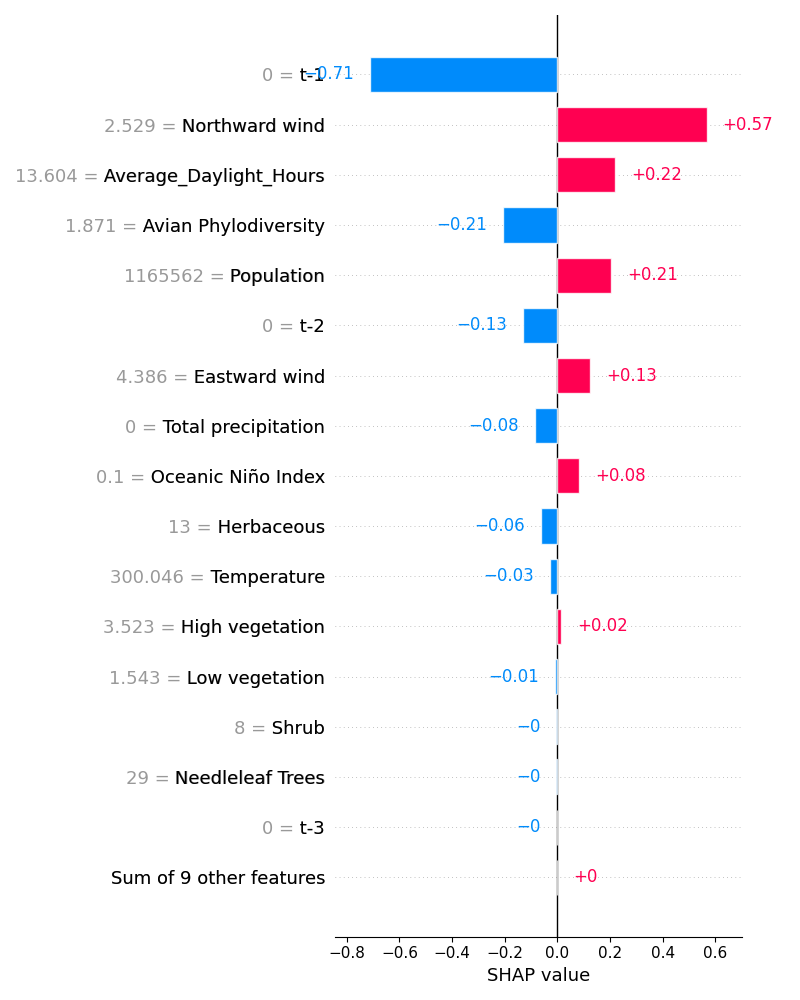 0 = t-1 −0.71
2.529 = Northward wind +0.57
13.604 = Average_Daylight_Hours +0.22
1.871 = Avian Phylodiversity −0.21
1165562 = Population +0.21
0 = t-2 −0.13
4.386 = Eastward wind +0.13
0 = Total precipitation −0.08
0.1 = Oceanic Niño Index +0.08
13 = Herbaceous −0.06
300.046 = Temperature −0.03
3.523 = High vegetation +0.02
1.543 = Low vegetation −0.01
8 = Shrub −0
29 = Needleleaf Trees −0
0 = t-3 −0
Sum of 9 other features +0
−0.8 −0.6 −0.4 −0.2 0.0 0.2 0.4 0.6
SHAP value